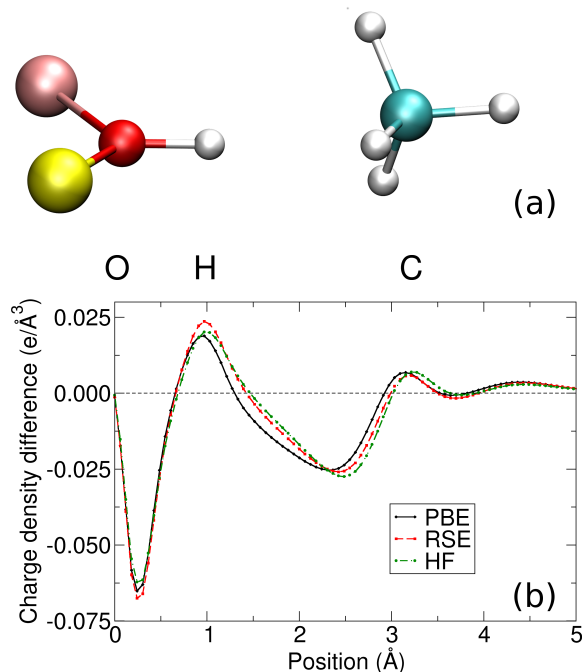 (a)
O H C
Charge density difference (e/Å³)
0.025
0.000
-0.025
-0.050
-0.075
PBE
RSE
HF
(b)
0 1 2 3 4 5
Position (Å)